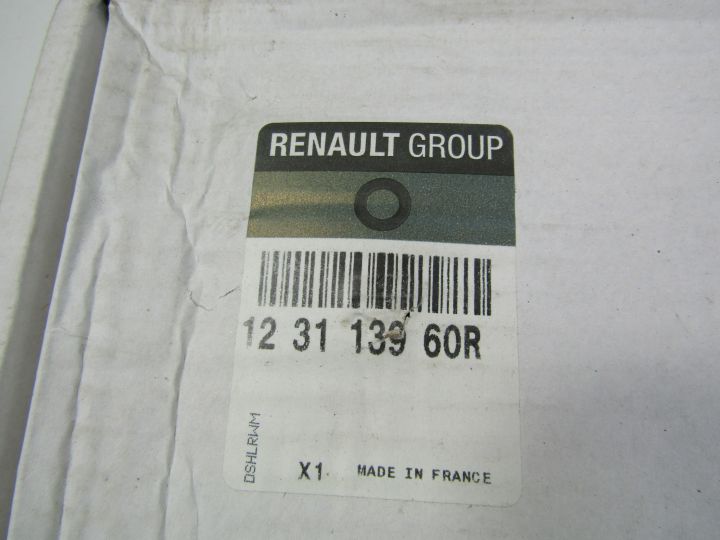 RENAULT GROUP
12 31 139 60R
DSHLRWM
X1 MADE IN FRANCE